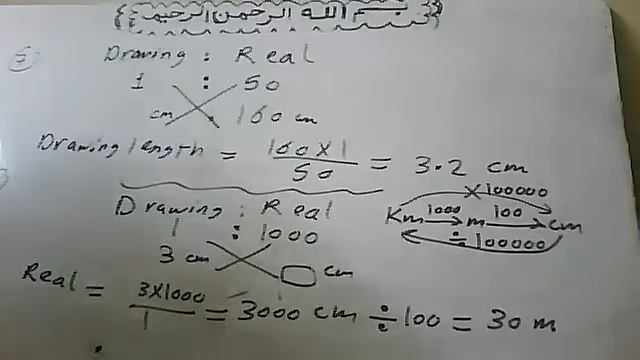 بسم الله الرحمن الرحيم
Drawing : Real
1 : 50
cm 160 cm
Drawing length = 160 × 1 / 50 = 3.2 cm
Drawing : Real
1 : 1000
3 cm cm
Real = 3×1000 / 1 = 3000 cm ÷ 100 = 30 m
×100000
Km 1000 m 100 cm
÷ 100000